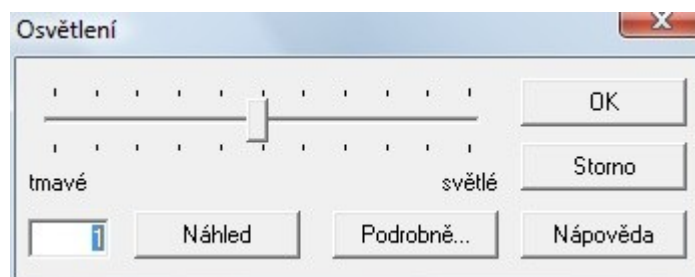 Osvětlení
OK
tmavé
světlé
Storno
1
Náhled
Podrobně...
Nápověda